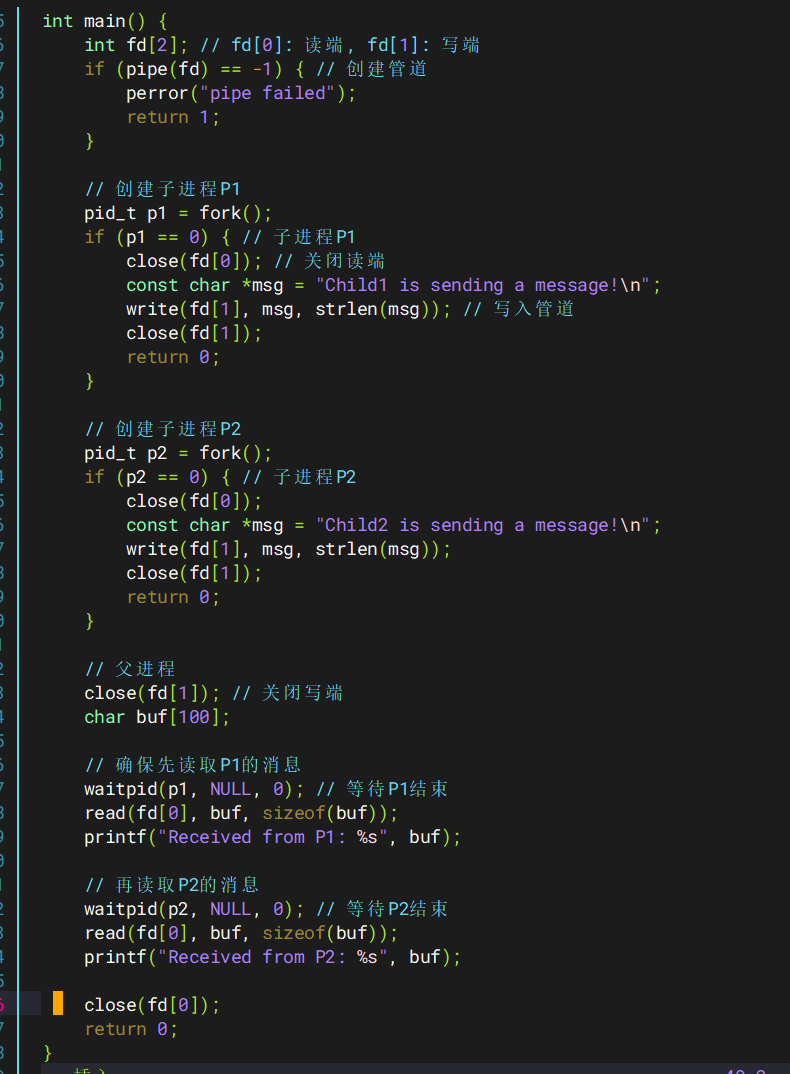 int main() {
    int fd[2]; // fd[0]: 读端, fd[1]: 写端
    if (pipe(fd) == -1) { // 创建管道
        perror("pipe failed");
        return 1;
    }

    // 创建子进程P1
    pid_t p1 = fork();
    if (p1 == 0) { // 子进程P1
        close(fd[0]); // 关闭读端
        const char *msg = "Child1 is sending a message!\n";
        write(fd[1], msg, strlen(msg)); // 写入管道
        close(fd[1]);
        return 0;
    }

    // 创建子进程P2
    pid_t p2 = fork();
    if (p2 == 0) { // 子进程P2
        close(fd[0]);
        const char *msg = "Child2 is sending a message!\n";
        write(fd[1], msg, strlen(msg));
        close(fd[1]);
        return 0;
    }

    // 父进程
    close(fd[1]); // 关闭写端
    char buf[100];

    // 确保先读取P1的消息
    waitpid(p1, NULL, 0); // 等待P1结束
    read(fd[0], buf, sizeof(buf));
    printf("Received from P1: %s", buf);

    // 再读取P2的消息
    waitpid(p2, NULL, 0); // 等待P2结束
    read(fd[0], buf, sizeof(buf));
    printf("Received from P2: %s", buf);

    close(fd[0]);
    return 0;
}